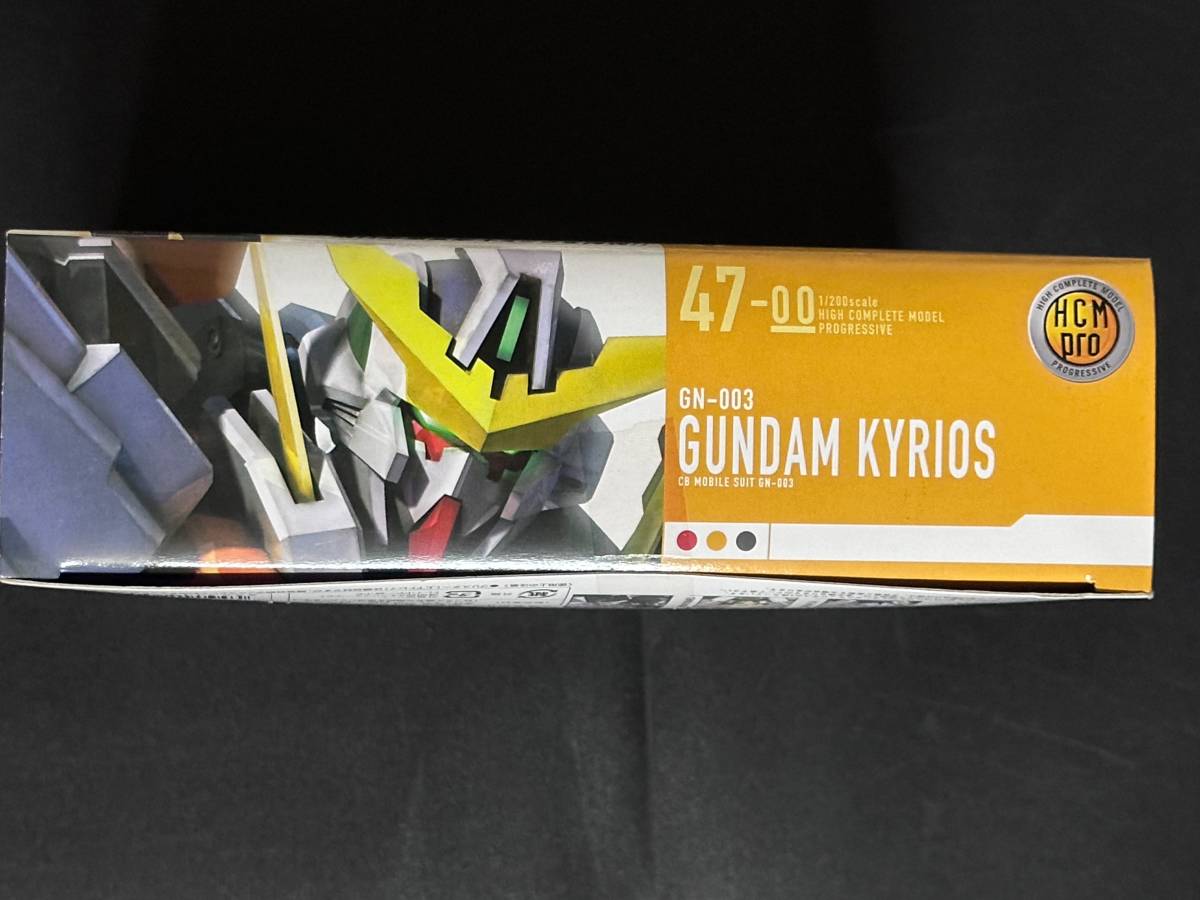 47-00
1/200scale
HIGH COMPLETE MODEL
PROGRESSIVE
HIGH COMPLETE MODEL
HCM
pro
PROGRESSIVE
GN-003
GUNDAM KYRIOS
CB MOBILE SUIT GN-003